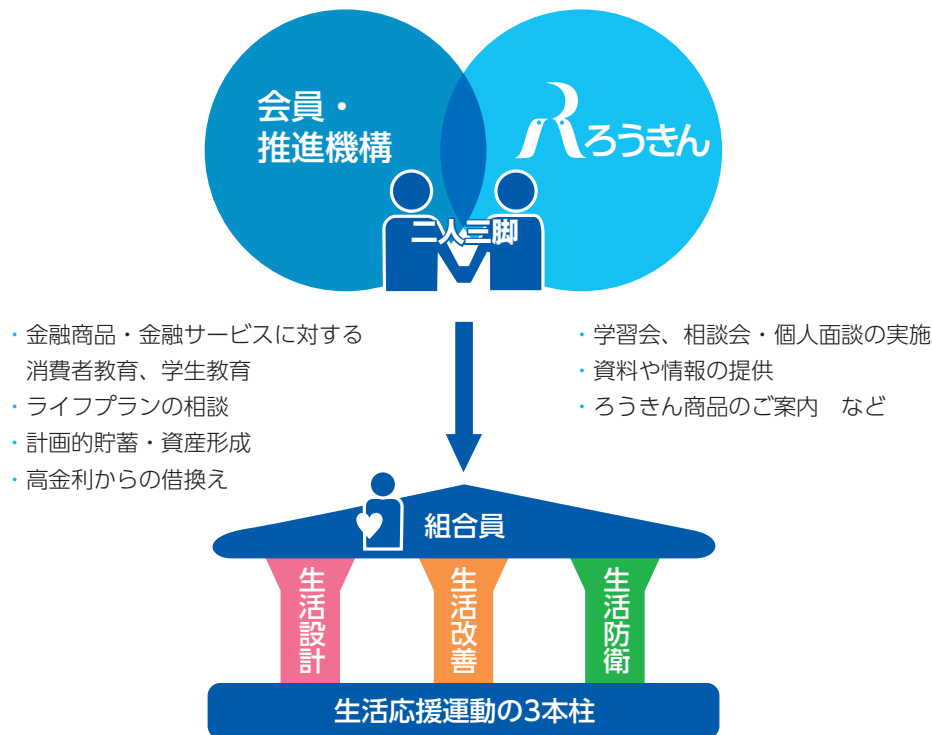 会員・
推進機構
ろうきん
二人三脚
・金融商品・金融サービスに対する
消費者教育、学生教育
・ライフプランの相談
・計画的貯蓄・資産形成
・高金利からの借換え
・学習会、相談会・個人面談の実施
・資料や情報の提供
・ろうきん商品のご案内　など
組合員
生活設計
生活改善
生活防衛
生活応援運動の3本柱